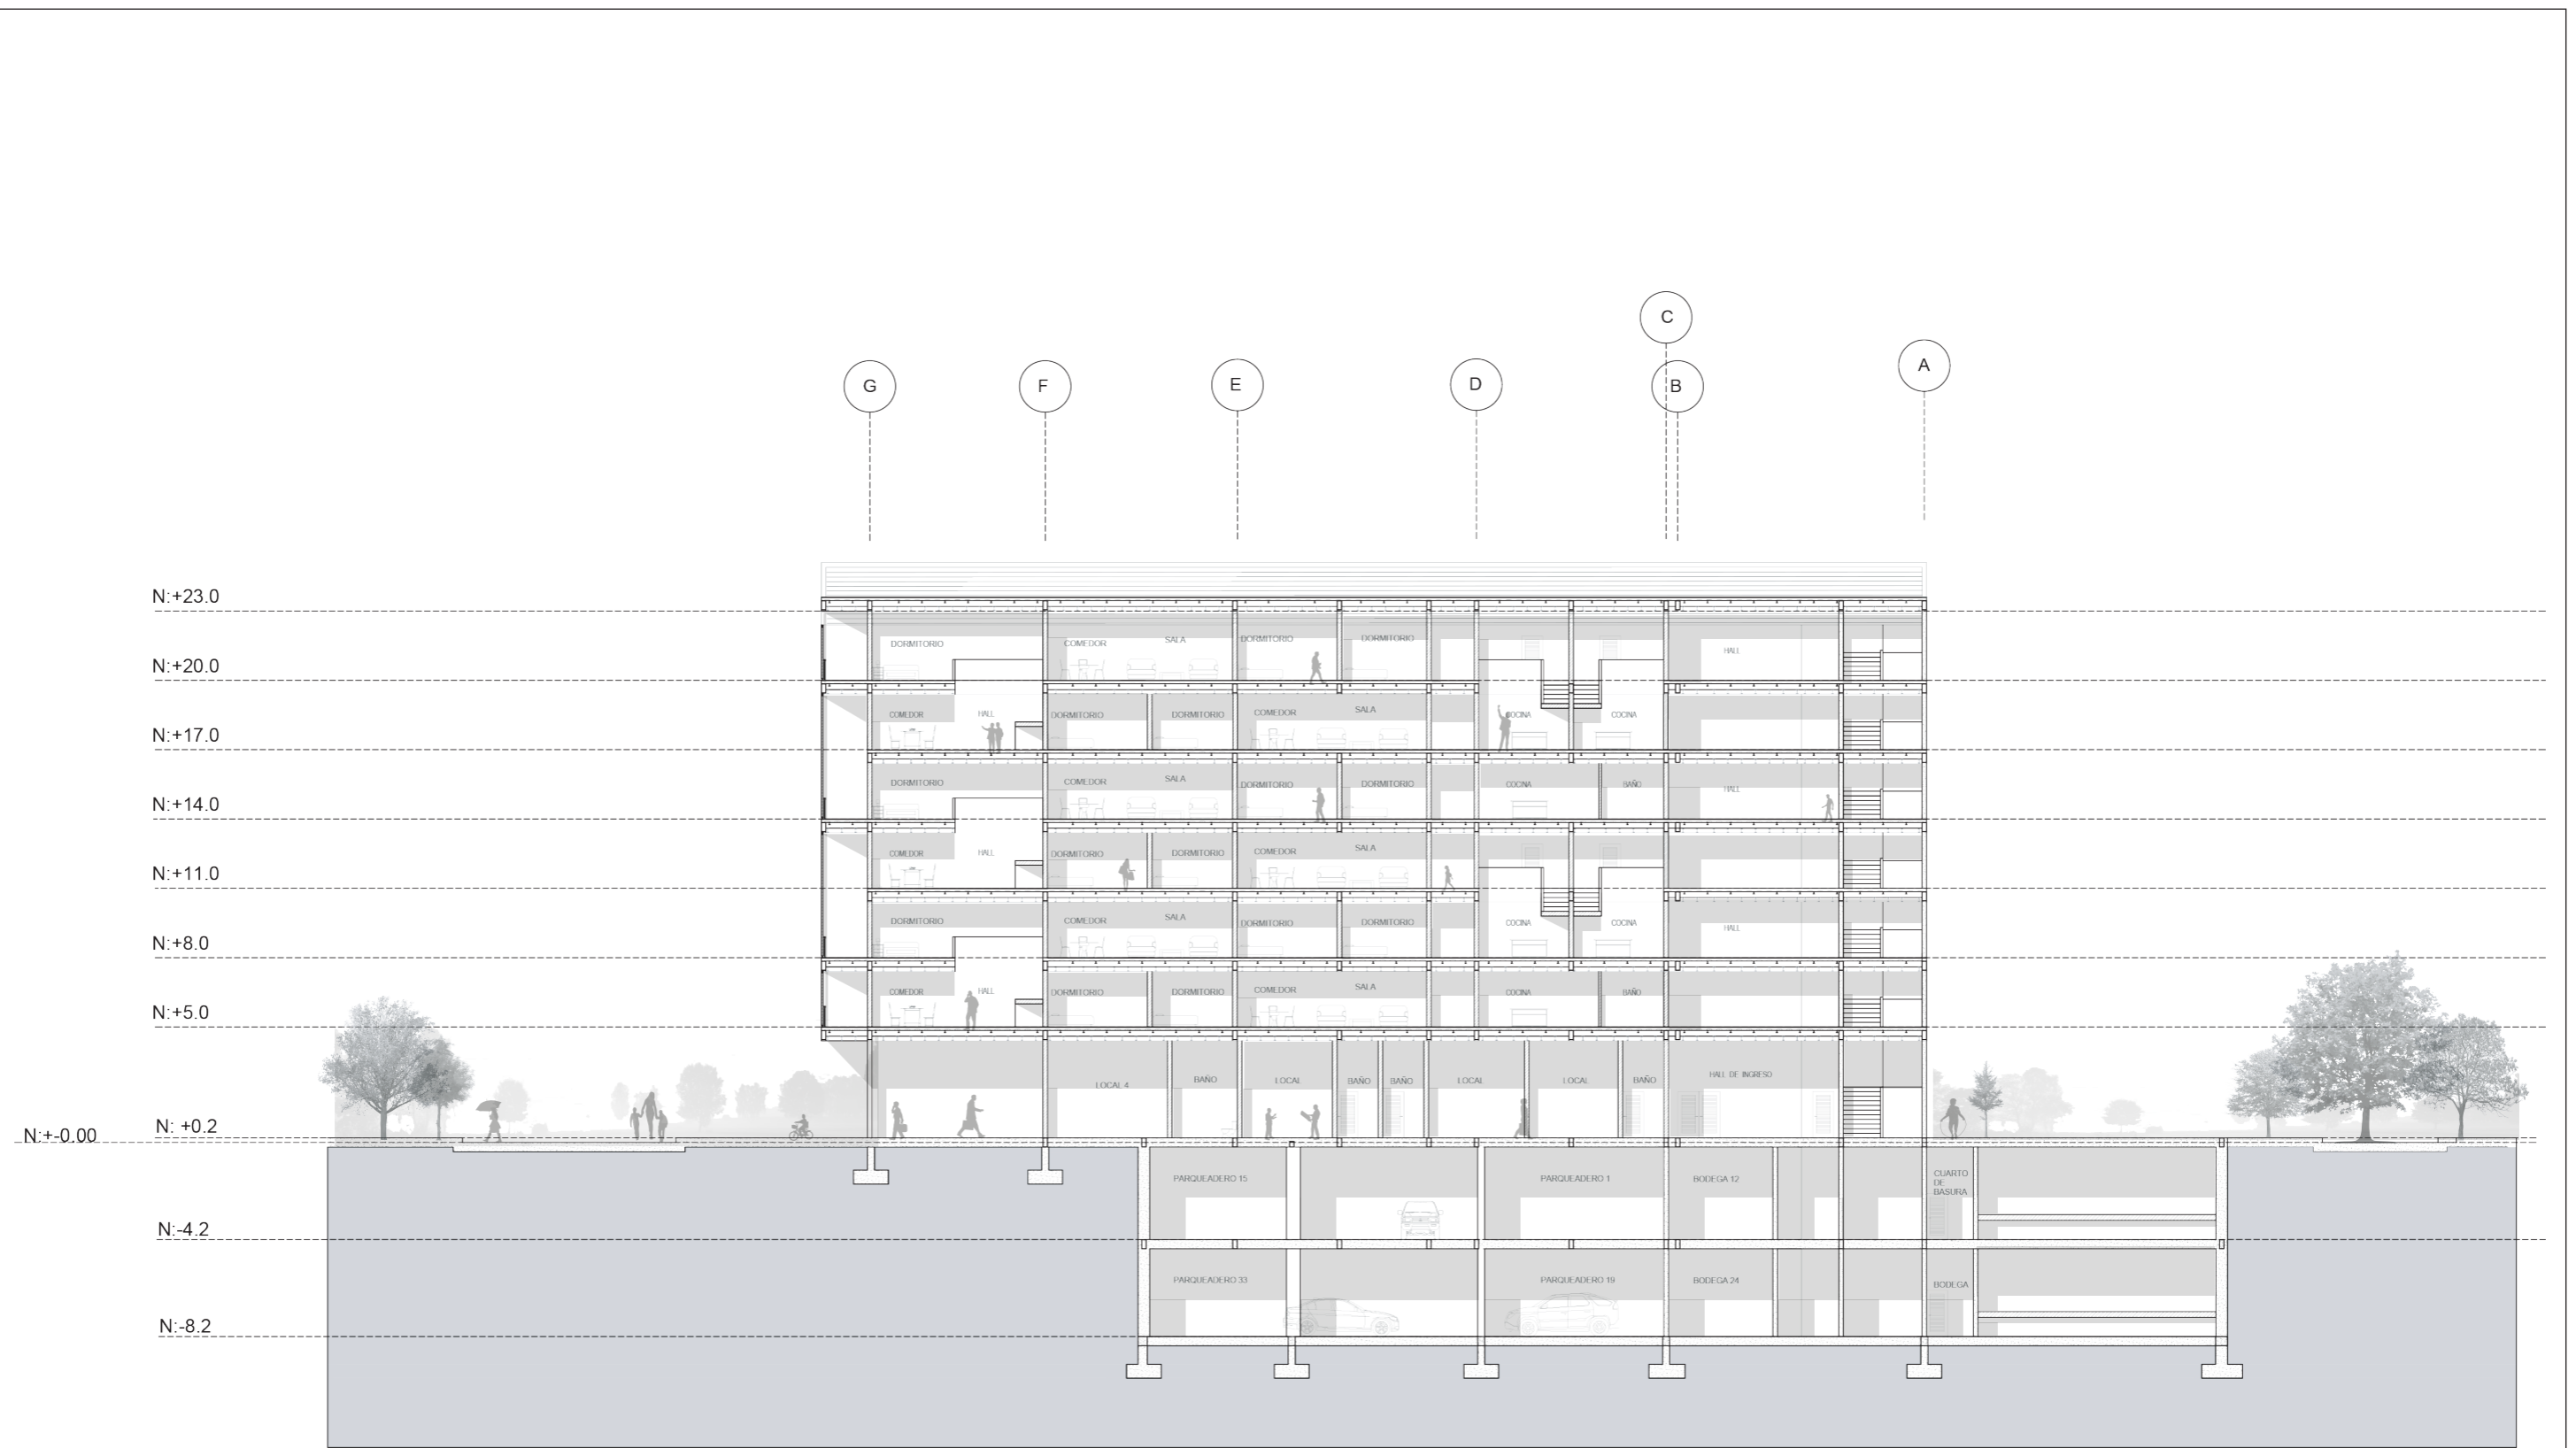 C
A
G
F
E
D
B
N:+23.0
DORMITORIO
COMEDOR
SALA
DORMITORIO
DORMITORIO
HALL
N:+20.0
COMEDOR
HALL
DORMITORIO
DORMITORIO
COMEDOR
SALA
COCINA
COCINA
N:+17.0
DORMITORIO
COMEDOR
SALA
DORMITORIO
DORMITORIO
COCINA
BAÑO
HALL
N:+14.0
COMEDOR
HALL
DORMITORIO
DORMITORIO
COMEDOR
SALA
N:+11.0
DORMITORIO
COMEDOR
SALA
DORMITORIO
DORMITORIO
COCINA
COCINA
HALL
N:+8.0
COMEDOR
HALL
DORMITORIO
DORMITORIO
COMEDOR
SALA
COCINA
BAÑO
N:+5.0
LOCAL 4
BAÑO
LOCAL
BAÑO
BAÑO
LOCAL
LOCAL
BAÑO
HALL DE INGRESO
N: +0.2
N:+-0.00
PARQUEADERO 15
PARQUEADERO 1
BODEGA 12
CUARTO
DE
BASURA
N:-4.2
PARQUEADERO 33
PARQUEADERO 19
BODEGA 24
BODEGA
N:-8.2